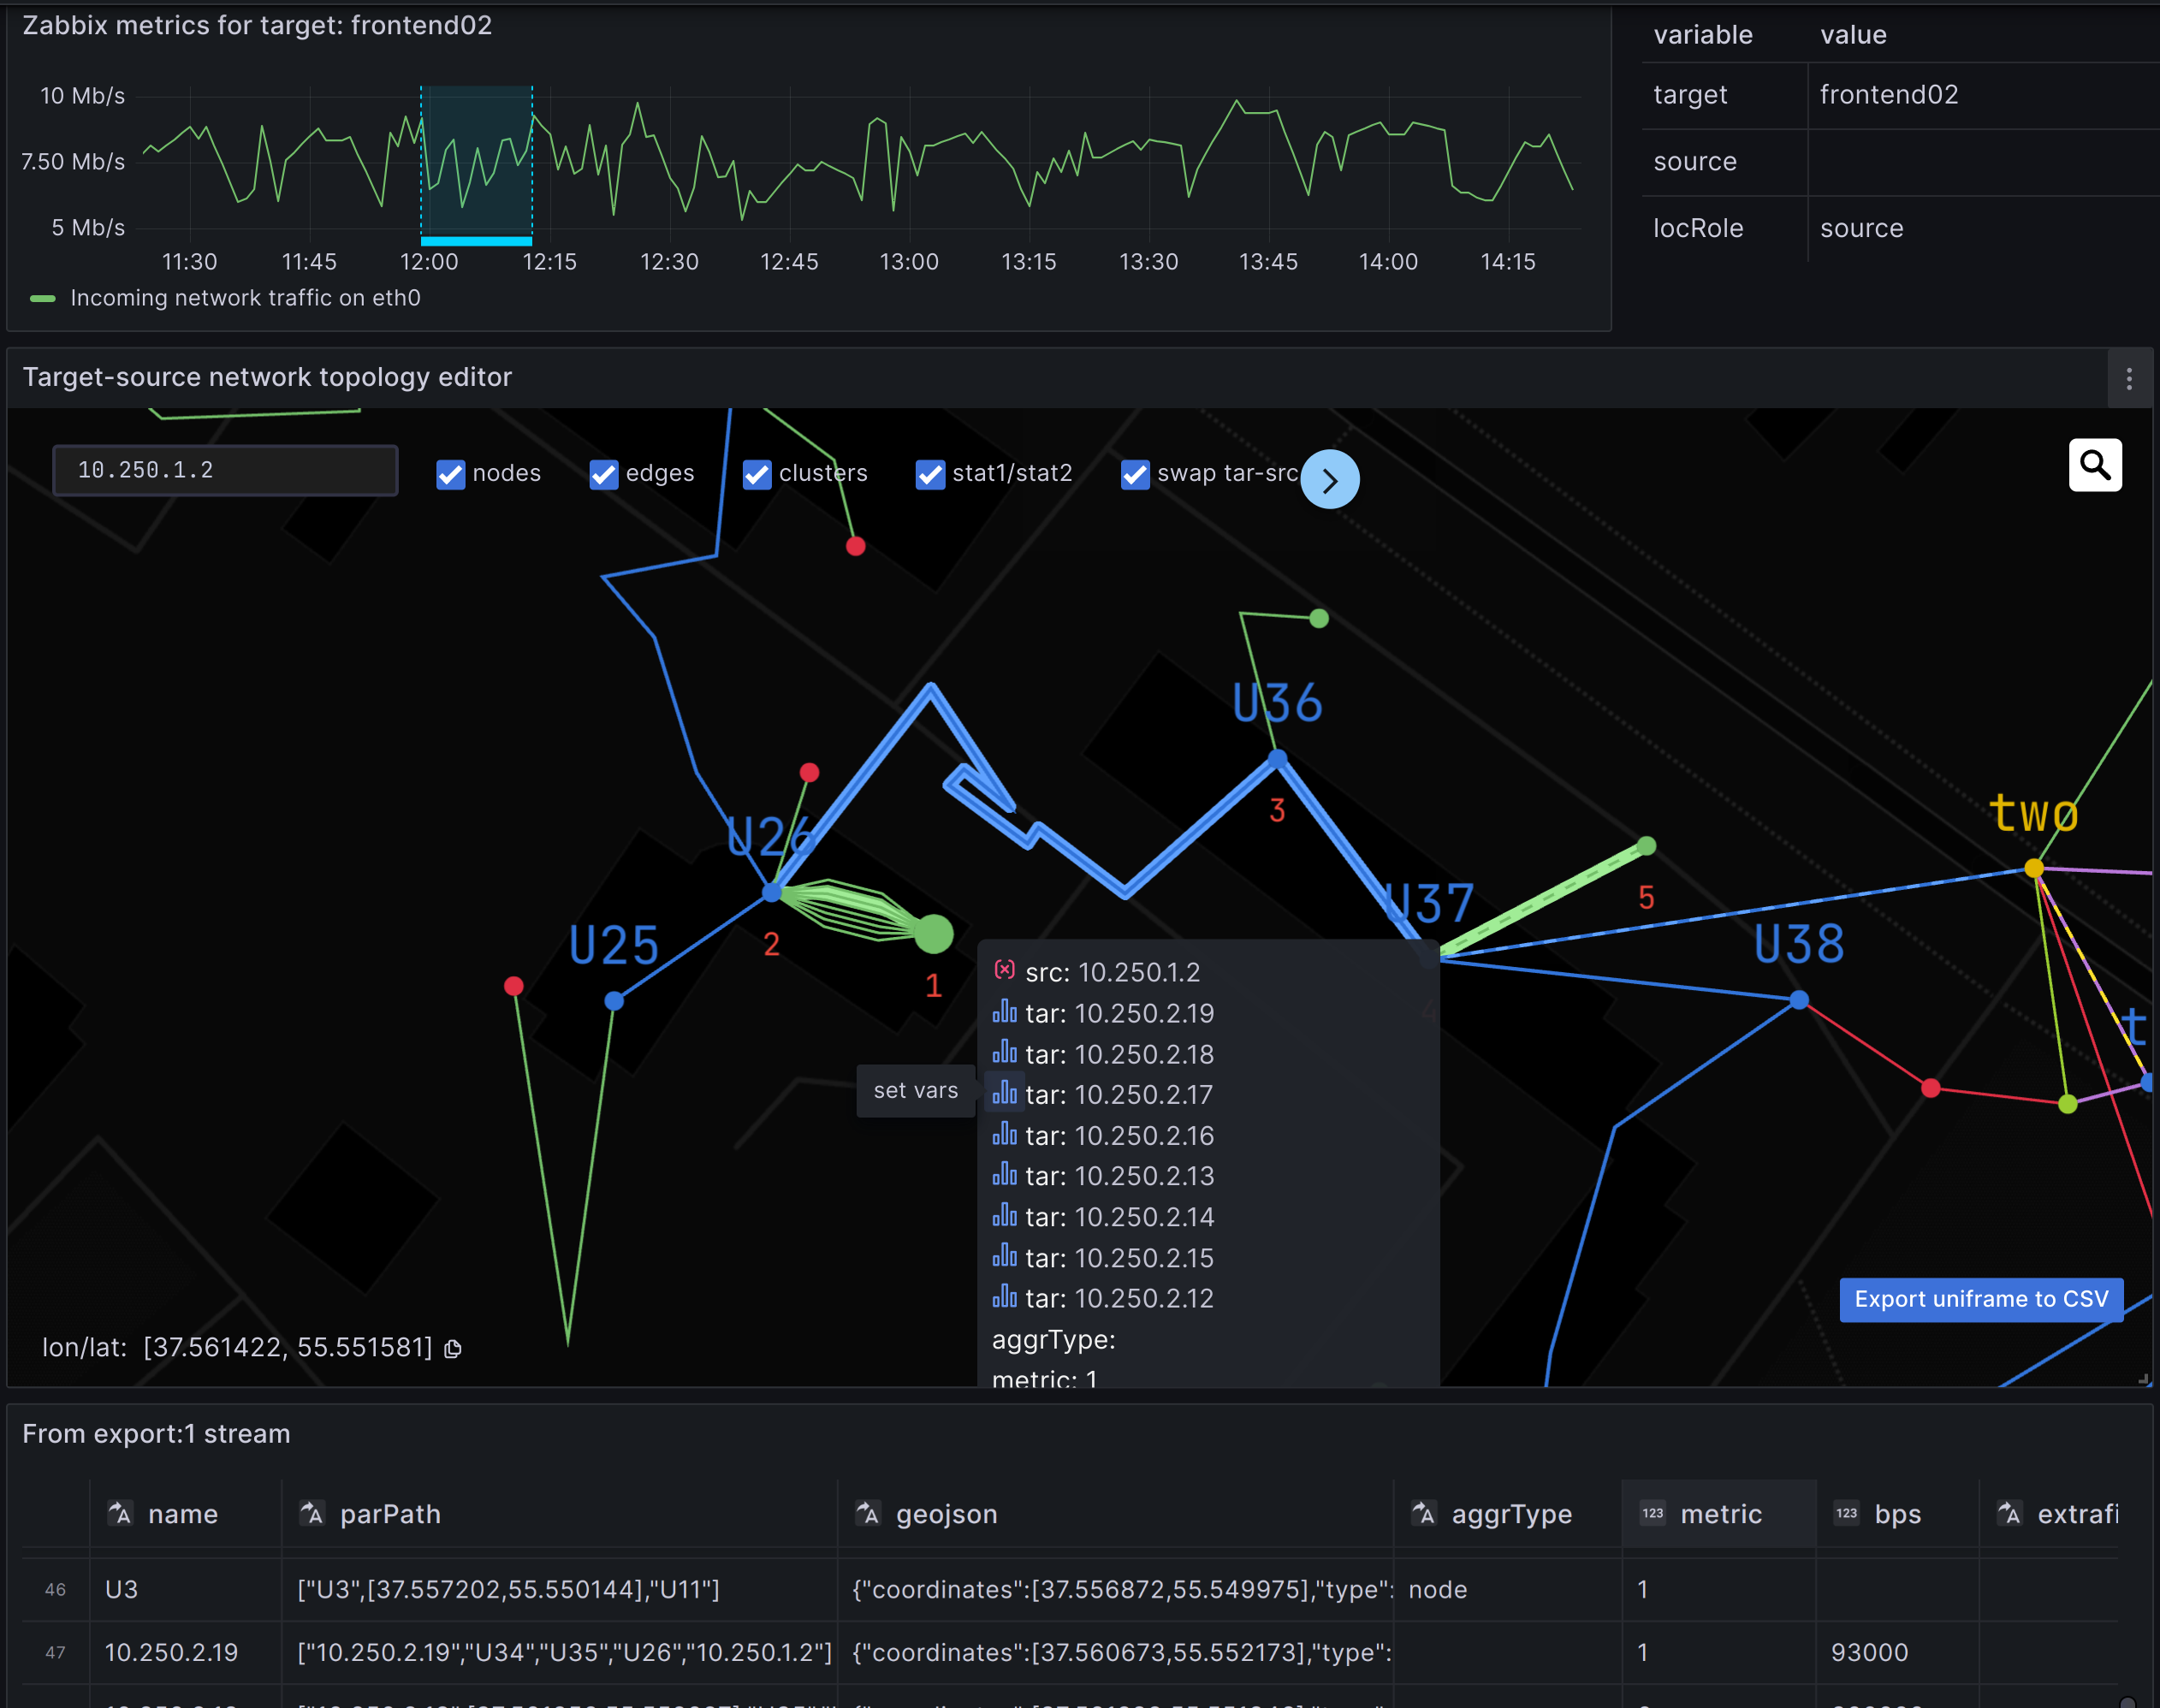 Zabbix metrics for target: frontend02
10 Mb/s
7.50 Mb/s
5 Mb/s
11:30 11:45 12:00 12:15 12:30 12:45 13:00 13:15 13:30 13:45 14:00 14:15
Incoming network traffic on eth0
variable value
target frontend02
source
locRole source
Target-source network topology editor
10.250.1.2
nodes edges clusters stat1/stat2 swap tar-src
U36
3
two
U26
U37
5
U25
2
1
U38
4
t
src: 10.250.1.2
tar: 10.250.2.19
tar: 10.250.2.18
set vars
tar: 10.250.2.17
tar: 10.250.2.16
tar: 10.250.2.13
tar: 10.250.2.14
tar: 10.250.2.15
tar: 10.250.2.12
aggrType:
metric: 1
Export uniframe to CSV
lon/lat: [37.561422, 55.551581]
From export:1 stream
name parPath geojson aggrType 123 metric 123 bps extrafi
46 U3 ["U3",[37.557202,55.550144],"U11"] {"coordinates":[37.556872,55.549975],"type": node 1
47 10.250.2.19 ["10.250.2.19","U34","U35","U26","10.250.1.2"] {"coordinates":[37.560673,55.552173],"type": 1 93000